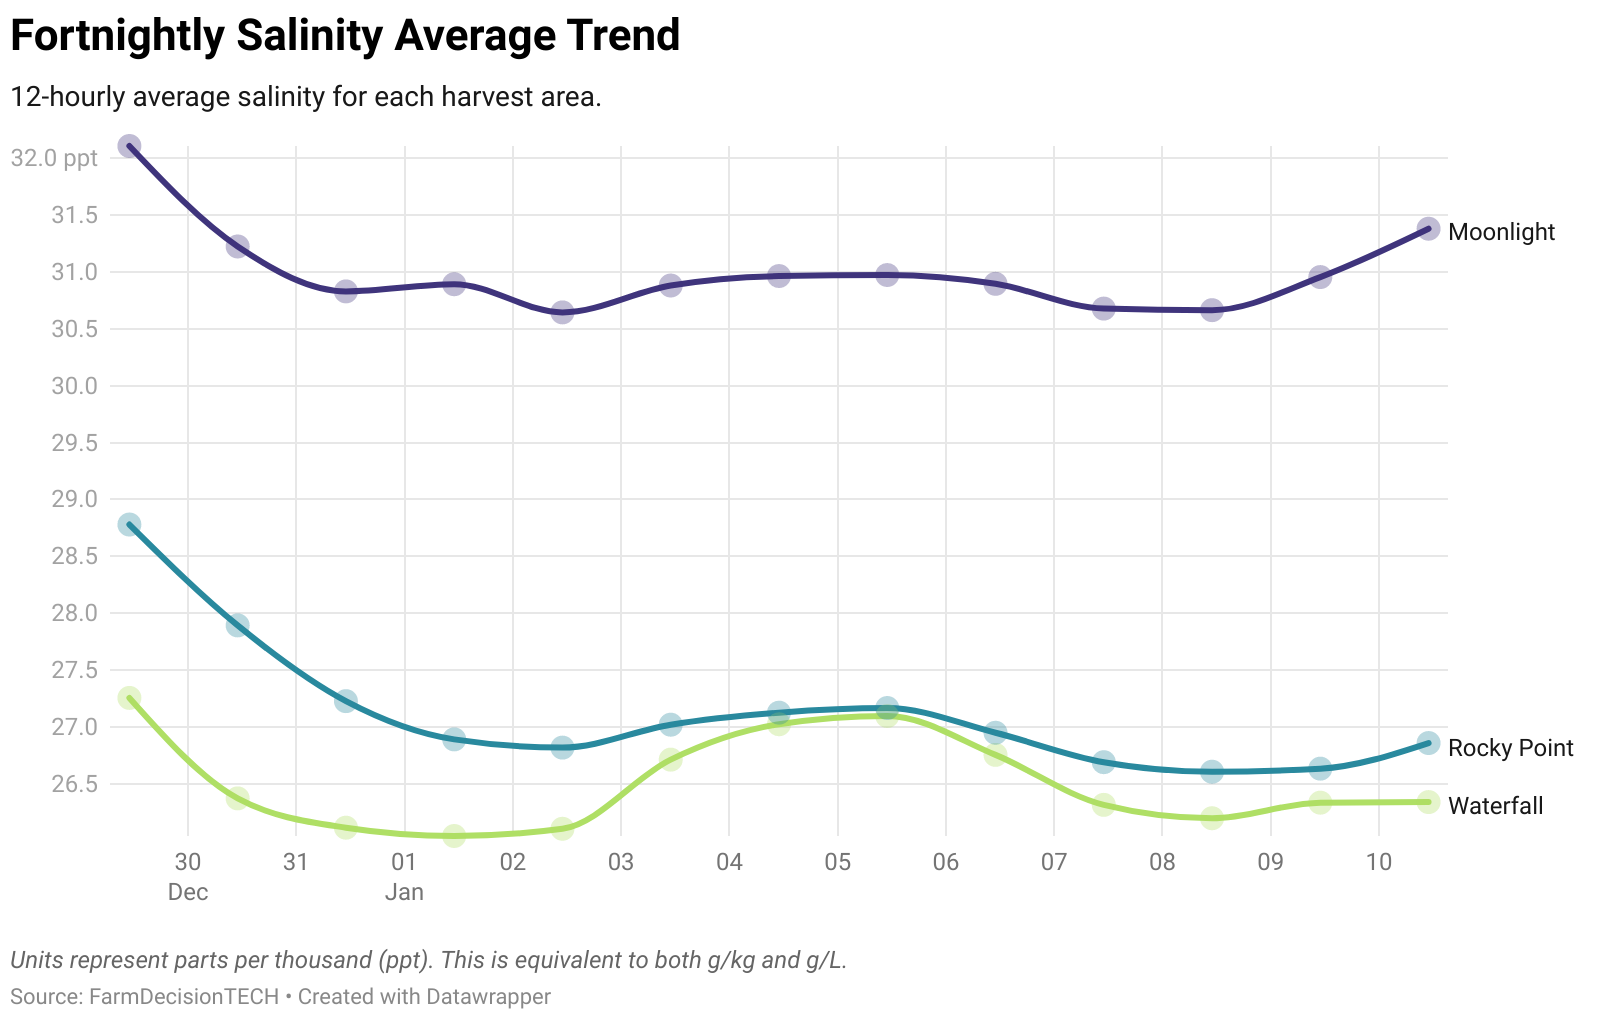 Fortnightly Salinity Average Trend
12-hourly average salinity for each harvest area.
32.0 ppt
31.5
31.0
30.5
30.0
29.5
29.0
28.5
28.0
27.5
27.0
26.5
Moonlight
Rocky Point
Waterfall
30 31 01 02 03 04 05 06 07 08 09 10
Dec Jan
Units represent parts per thousand (ppt). This is equivalent to both g/kg and g/L.
Source: FarmDecisionTECH • Created with Datawrapper